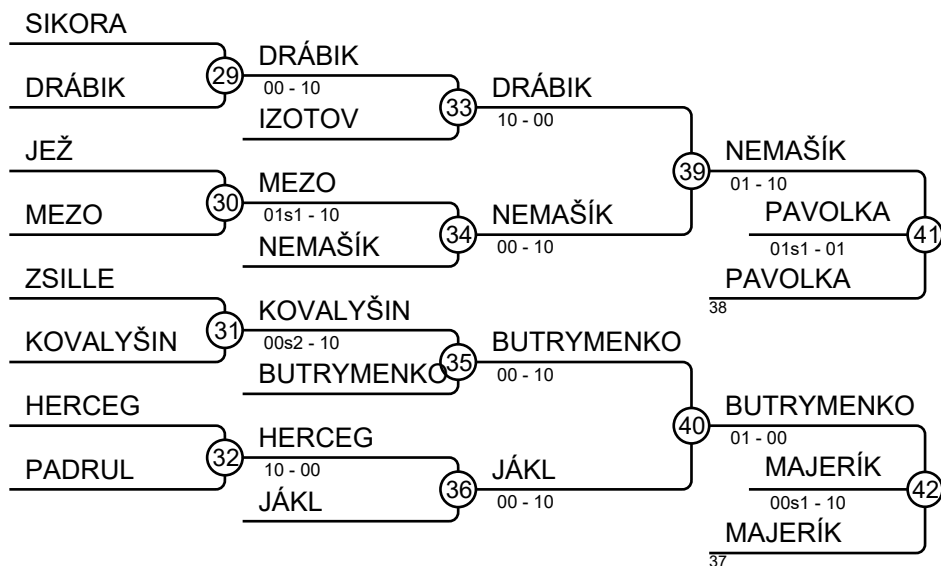 SIKORA
29
DRÁBIK
DRÁBIK
00 - 10
33
IZOTOV
DRÁBIK
10 - 00
JEŽ
30
MEZO
MEZO
01s1 - 10
34
NEMAŠÍK
NEMAŠÍK
00 - 10
39
NEMAŠÍK
01 - 10
PAVOLKA
01s1 - 01
41
PAVOLKA
38
ZSILLE
31
KOVALYŠIN
KOVALYŠIN
00s2 - 10
35
BUTRYMENKO
BUTRYMENKO
00 - 10
HERCEG
32
PADRUL
HERCEG
10 - 00
36
JÁKL
JÁKL
00 - 10
40
BUTRYMENKO
01 - 00
MAJERÍK
00s1 - 10
42
MAJERÍK
37